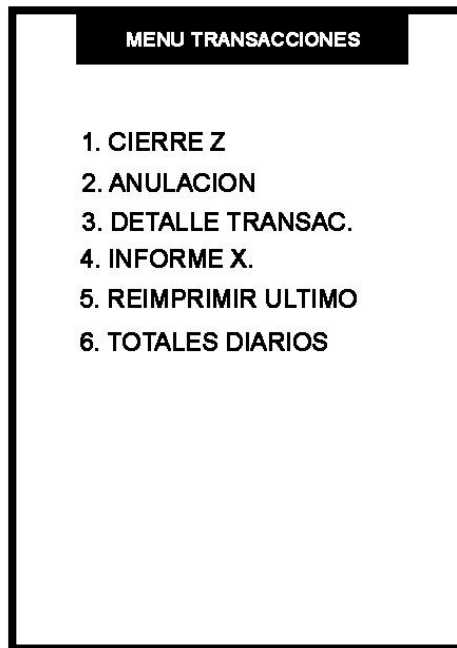 MENU TRANSACCIONES
1. CIERRE Z
2. ANULACION
3. DETALLE TRANSAC.
4. INFORME X.
5. REIMPRIMIR ULTIMO
6. TOTALES DIARIOS